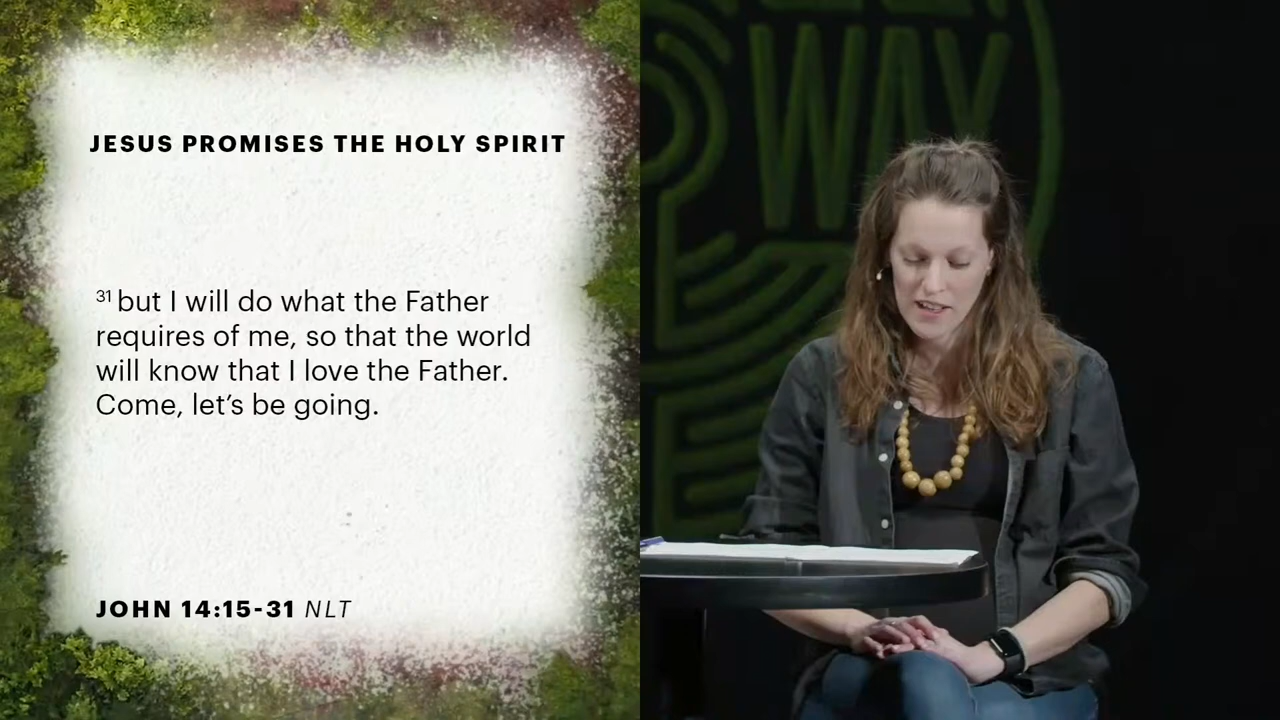 JESUS PROMISES THE HOLY SPIRIT
31 but I will do what the Father
requires of me, so that the world
will know that I love the Father.
Come, let's be going.
JOHN 14:15-31 NLT
WAY